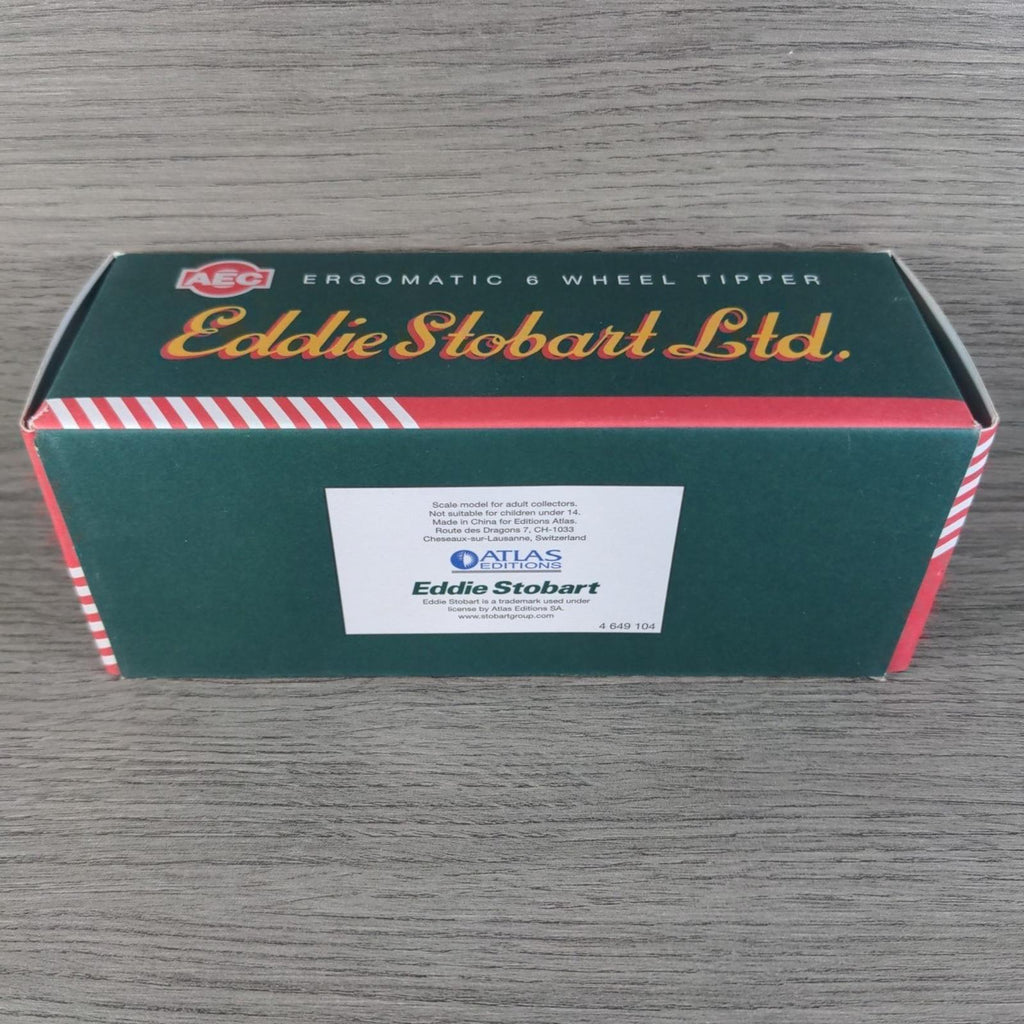 AEC ERGOMATIC 6 WHEEL TIPPER
Eddie Stobart Ltd.
Scale model for adult collectors.
Not suitable for children under 14.
Made in China for Editions Atlas.
Route des Dragons 7, CH-1033
Cheseaux-sur-Lausanne, Switzerland
ATLAS
EDITIONS
Eddie Stobart
Eddie Stobart is a trademark used under
license by Atlas Editions SA.
www.stobartgroup.com
4 649 104